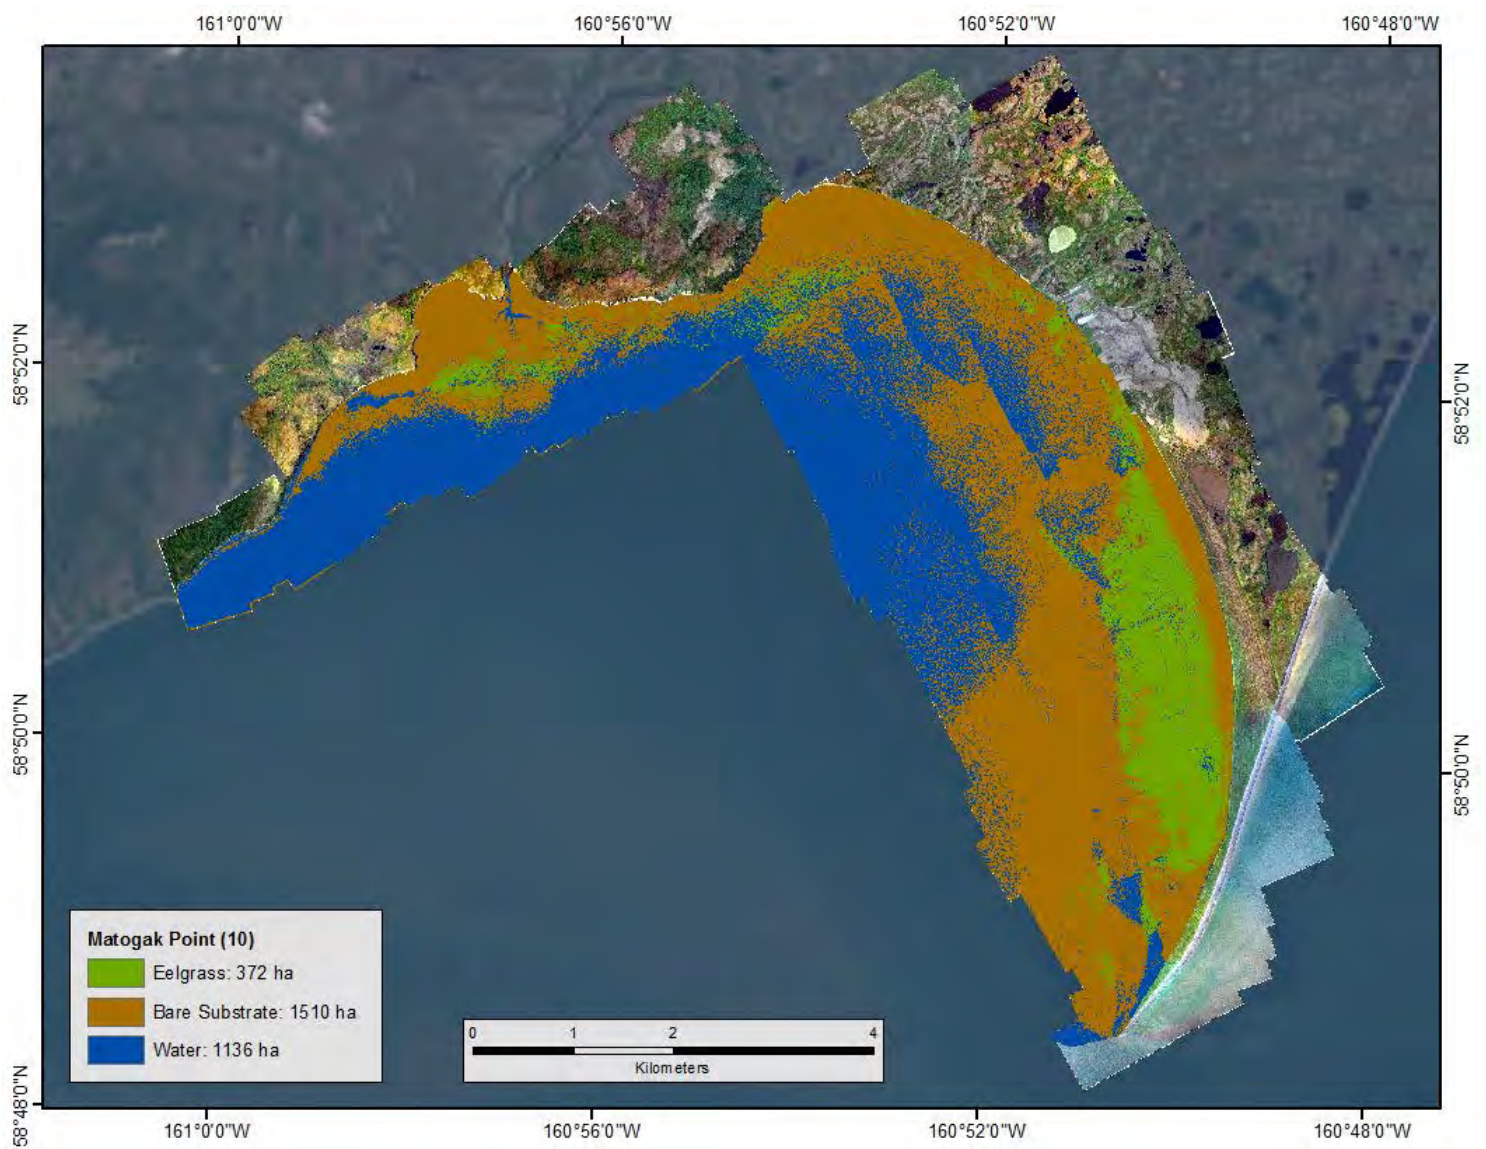 161°0'0"W 160°56'0"W 160°52'0"W 160°48'0"W
58°52'0"N
58°52'0"N
58°50'0"N
58°50'0"N
58°48'0"N
Matogak Point (10)
Eelgrass: 372 ha
Bare Substrate: 1510 ha
Water: 1136 ha
0 1 2 4
Kilometers
161°0'0"W 160°56'0"W 160°52'0"W 160°48'0"W